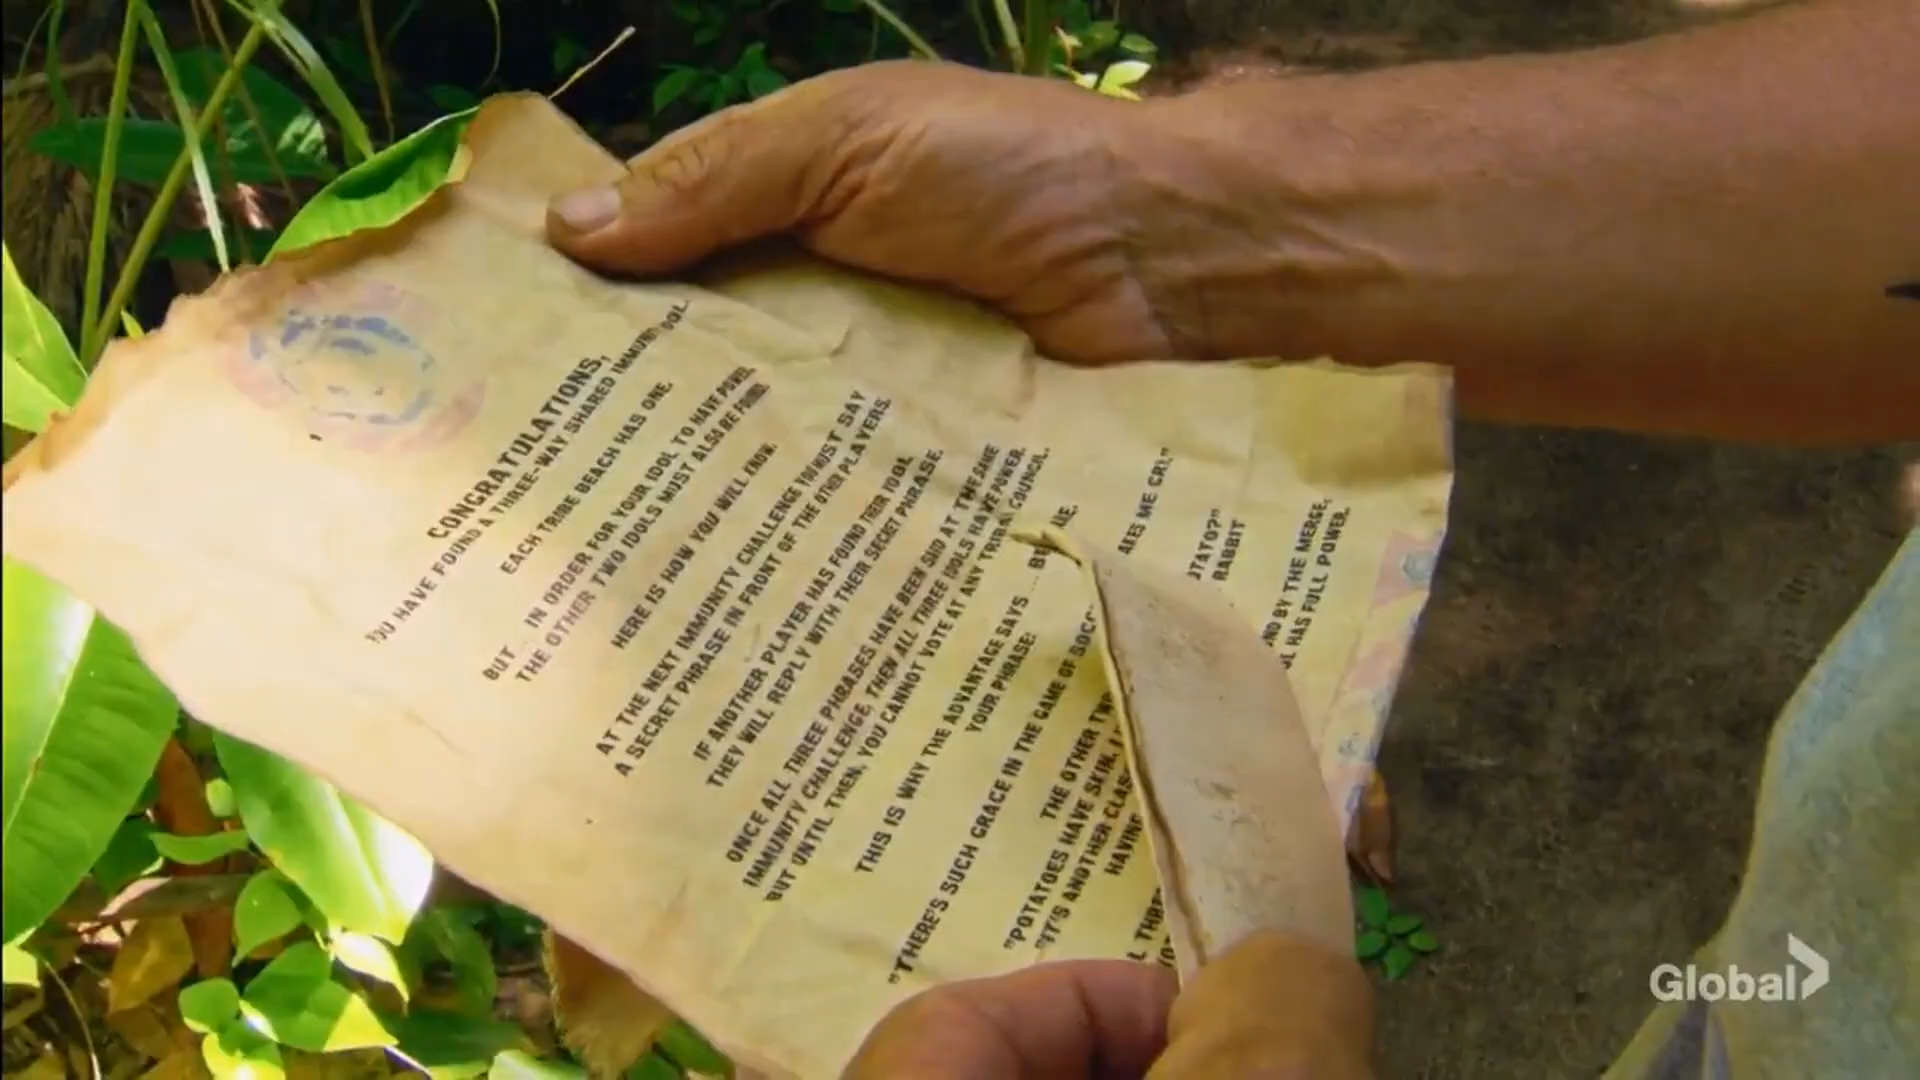 CONGRATULATIONS,
YOU HAVE FOUND A THREE-WAY SHARED IMMUNITY IDOL.
EACH TRIBE BEACH HAS ONE.
BUT ... IN ORDER FOR YOUR IDOL TO HAVE POWER,
THE OTHER TWO IDOLS MUST ALSO BE FOUND.
HERE IS HOW YOU WILL KNOW.
AT THE NEXT IMMUNITY CHALLENGE YOU MUST SAY
A SECRET PHRASE IN FRONT OF THE OTHER PLAYERS.
IF ANOTHER PLAYER HAS FOUND THEIR IDOL
THEY WILL REPLY WITH THEIR SECRET PHRASE.
ONCE ALL THREE PHRASES HAVE BEEN SAID AT THE SAME
IMMUNITY CHALLENGE, THEN ALL THREE IDOLS HAVE POWER.
BUT UNTIL THEN, YOU CANNOT VOTE AT ANY TRIBAL COUNCIL.
THIS IS WHY THE ADVANTAGE SAYS ...
YOUR PHRASE:
"THERE'S SUCH GRACE IN THE GAME OF
AKES ME CRY."
THE OTHER
"POTATOES HAVE SKIN.
UTATO?"
"IT'S ANOTHER
RABBIT
HAVING
ND BY THE MERGE,
HAS FULL POWER.
Global